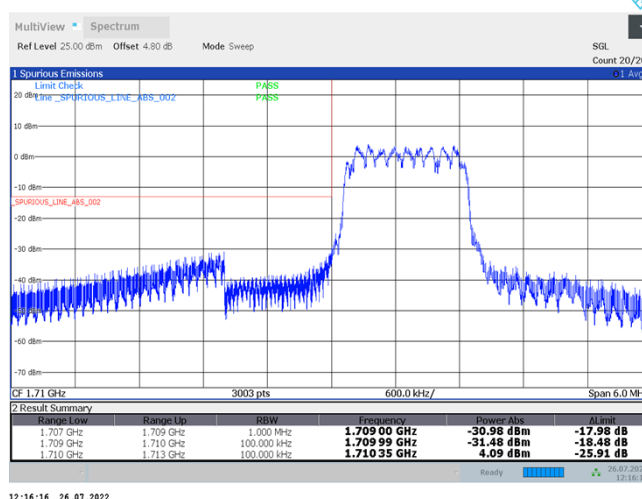 MultiView Spectrum
Ref Level 25.00 dBm Offset 4.80 dB Mode Sweep SGL
Count 20/20
1 Spurious Emissions 1 Avg
Limit Check PASS
Line _SPURIOUS_LINE_ABS_002 PASS
20 dBm
10 dBm
0 dBm
-10 dBm
_SPURIOUS_LINE_ABS_002
-20 dBm
-30 dBm
-40 dBm
-60 dBm
-70 dBm
CF 1.71 GHz 3003 pts 600.0 kHz/ Span 6.0 MH
2 Result Summary
Range Low Range Up RBW Frequency Power Abs ΔLimit
1.707 GHz 1.709 GHz 1.000 MHz 1.709 00 GHz -30.98 dBm -17.98 dB
1.709 GHz 1.710 GHz 100.000 kHz 1.709 99 GHz -31.48 dBm -18.48 dB
1.710 GHz 1.713 GHz 100.000 kHz 1.710 35 GHz 4.09 dBm -25.91 dB
Ready 26.07.202
12:16:1
12:16:16 26.07.2022